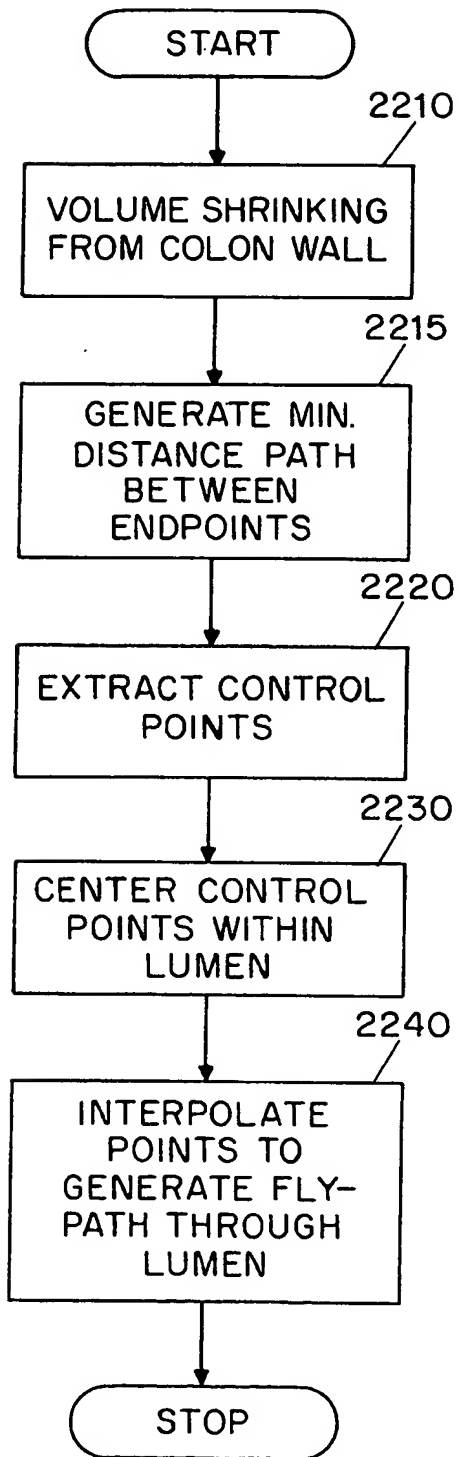 START
2210
VOLUME SHRINKING
FROM COLON WALL
2215
GENERATE MIN.
DISTANCE PATH
BETWEEN
ENDPOINTS
2220
EXTRACT CONTROL
POINTS
2230
CENTER CONTROL
POINTS WITHIN
LUMEN
2240
INTERPOLATE
POINTS TO
GENERATE FLY-
PATH THROUGH
LUMEN
STOP